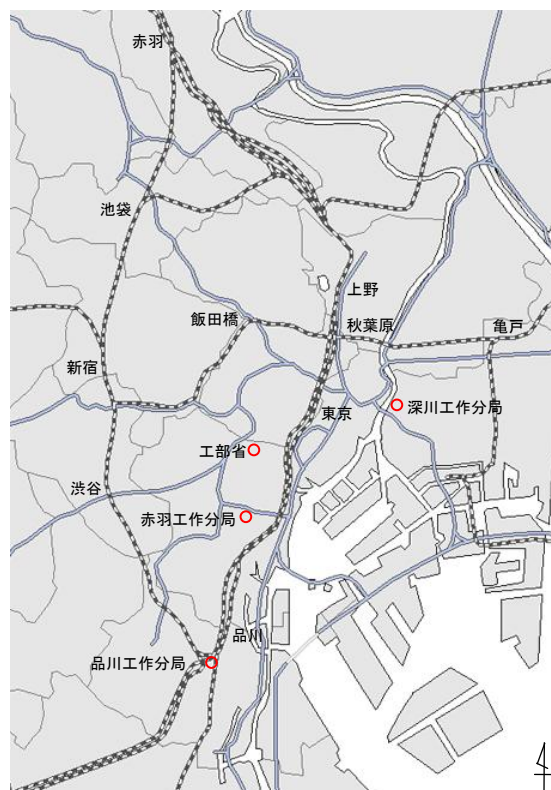 赤羽
池袋
上野
飯田橋
秋葉原
亀戸
新宿
深川工作分局
東京
工部省
渋谷
赤羽工作分局
品川
品川工作分局